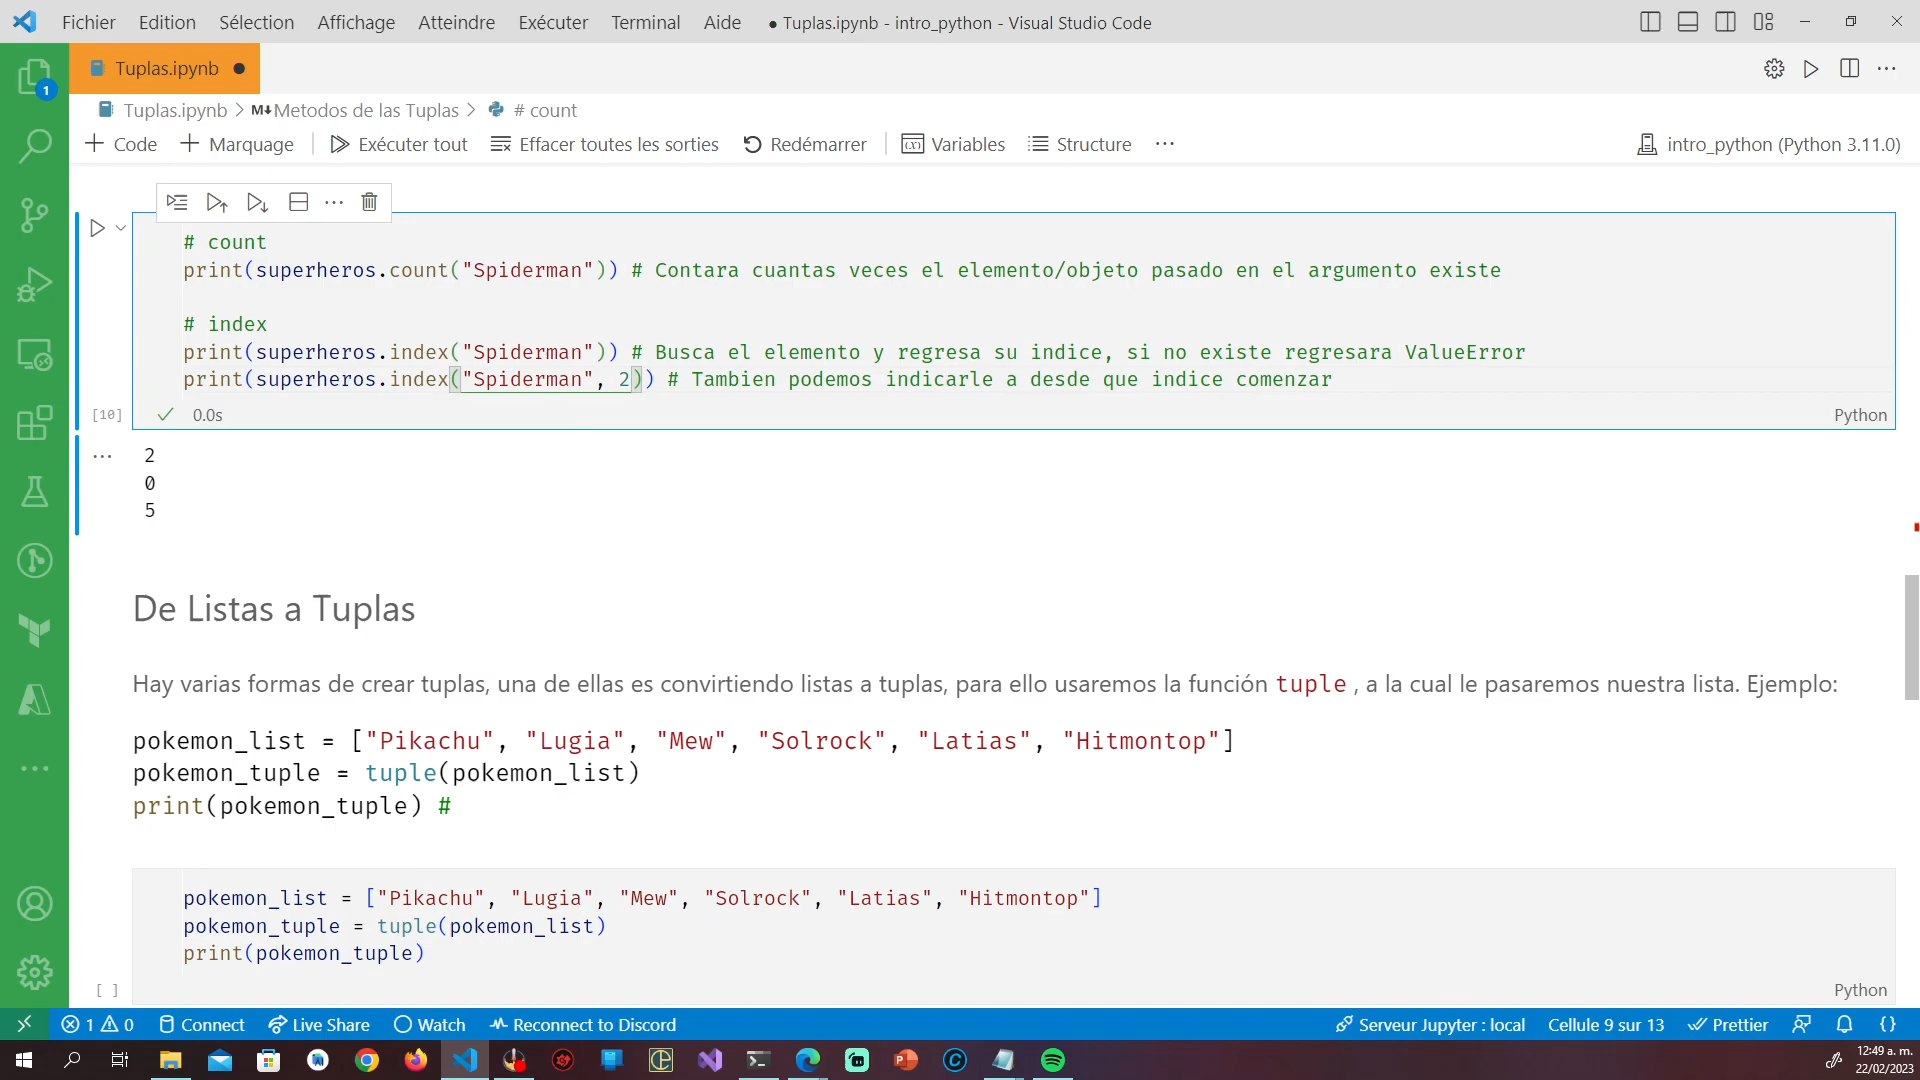 Fichier Edition Sélection Affichage Atteindre Exécuter Terminal Aide ● Tuplas.ipynb - intro_python - Visual Studio Code
Tuplas.ipynb ●
1
Tuplas.ipynb > M↓ Metodos de las Tuplas > # count
+ Code + Marquage Exécuter tout Effacer toutes les sorties Redémarrer Variables Structure ... intro_python (Python 3.11.0)
# count
print(superheros.count("Spiderman")) # Contara cuantas veces el elemento/objeto pasado en el argumento existe
# index
print(superheros.index("Spiderman")) # Busca el elemento y regresa su indice, si no existe regresara ValueError
print(superheros.index("Spiderman", 2)) # Tambien podemos indicarle a desde que indice comenzar
[10] ✓ 0.0s Python
... 2
0
5
De Listas a Tuplas
Hay varias formas de crear tuplas, una de ellas es convirtiendo listas a tuplas, para ello usaremos la función tuple , a la cual le pasaremos nuestra lista. Ejemplo:
pokemon_list = ["Pikachu", "Lugia", "Mew", "Solrock", "Latias", "Hitmontop"]
pokemon_tuple = tuple(pokemon_list)
print(pokemon_tuple) #
pokemon_list = ["Pikachu", "Lugia", "Mew", "Solrock", "Latias", "Hitmontop"]
pokemon_tuple = tuple(pokemon_list)
print(pokemon_tuple)
[ ] Python
1 0 Connect Live Share Watch Reconnect to Discord Serveur Jupyter : local Cellule 9 sur 13 Prettier {}
12:49 a. m.
22/02/2023